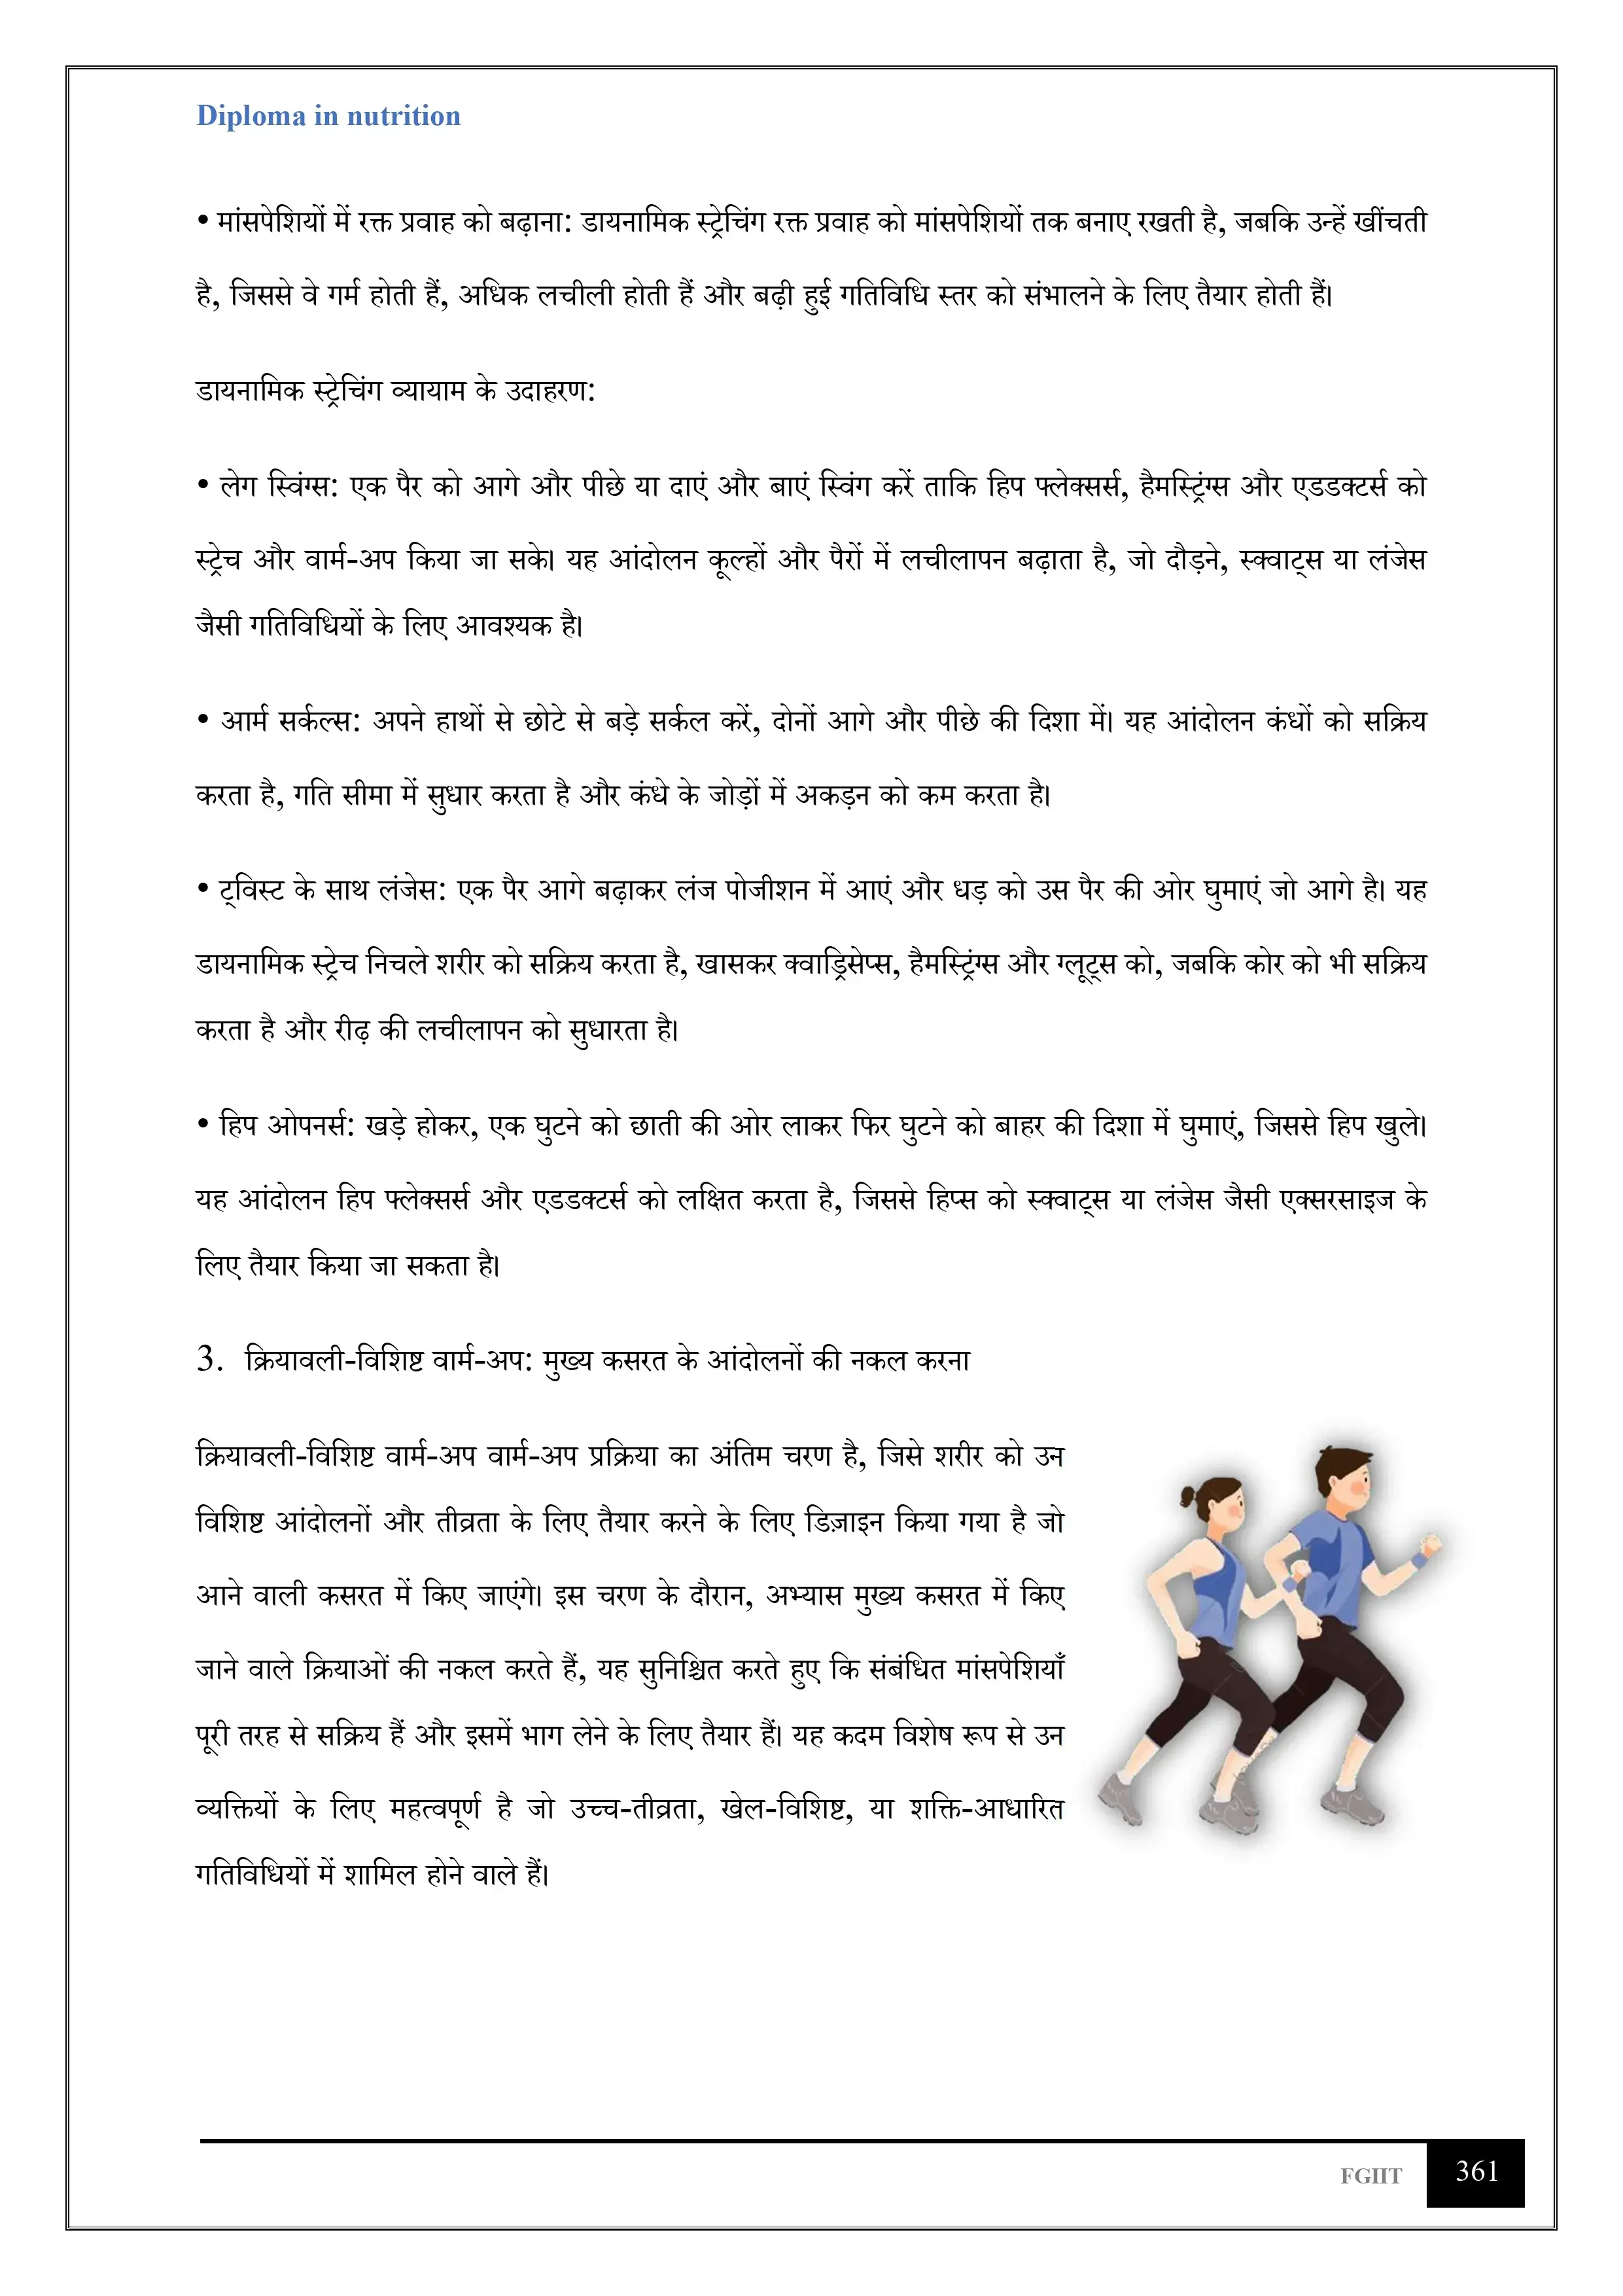 Diploma in nutrition
• मांसपेशियों में रक्त प्रवाह को बढ़ाना: डायनामिक स्ट्रेचिंग रक्त प्रवाह को मांसपेशियों तक बनाए रखती है, जबकि उन्हें खींचती
है, जिससे वे गर्म होती हैं, अधिक लचीली होती हैं और बढ़ी हुई गतिविधि स्तर को संभालने के लिए तैयार होती हैं।
डायनामिक स्ट्रेचिंग व्यायाम के उदाहरण:
• लेग स्विंग्स: एक पैर को आगे और पीछे या दाएं और बाएं स्विंग करें ताकि हिप फ्लेक्सर्स, हैमस्ट्रिंग्स और एडडक्टर्स को
स्ट्रेच और वार्म-अप किया जा सके। यह आंदोलन कूल्हों और पैरों में लचीलापन बढ़ाता है, जो दौड़ने, स्क्वाट्स या लंजेस
जैसी गतिविधियों के लिए आवश्यक है।
• आर्म सर्कल्स: अपने हाथों से छोटे से बड़े सर्कल करें, दोनों आगे और पीछे की दिशा में। यह आंदोलन कंधों को सक्रिय
करता है, गति सीमा में सुधार करता है और कंधे के जोड़ों में अकड़न को कम करता है।
• ट्विस्ट के साथ लंजेस: एक पैर आगे बढ़ाकर लंज पोजीशन में आएं और धड़ को उस पैर की ओर घुमाएं जो आगे है। यह
डायनामिक स्ट्रेच निचले शरीर को सक्रिय करता है, खासकर क्वाड्रिसेप्स, हैमस्ट्रिंग्स और ग्लूट्स को, जबकि कोर को भी सक्रिय
करता है और रीढ़ की लचीलापन को सुधारता है।
• हिप ओपनर्स: खड़े होकर, एक घुटने को छाती की ओर लाकर फिर घुटने को बाहर की दिशा में घुमाएं, जिससे हिप खुले।
यह आंदोलन हिप फ्लेक्सर्स और एडडक्टर्स को लक्षित करता है, जिससे हिप्स को स्क्वाट्स या लंजेस जैसी एक्सरसाइज के
लिए तैयार किया जा सकता है।
3. क्रियावली-विशिष्ट वार्म-अप: मुख्य कसरत के आंदोलनों की नकल करना
क्रियावली-विशिष्ट वार्म-अप वार्म-अप प्रक्रिया का अंतिम चरण है, जिसे शरीर को उन
विशिष्ट आंदोलनों और तीव्रता के लिए तैयार करने के लिए डिज़ाइन किया गया है जो
आने वाली कसरत में किए जाएंगे। इस चरण के दौरान, अभ्यास मुख्य कसरत में किए
जाने वाले क्रियाओं की नकल करते हैं, यह सुनिश्चित करते हुए कि संबंधित मांसपेशियाँ
पूरी तरह से सक्रिय हैं और इसमें भाग लेने के लिए तैयार हैं। यह कदम विशेष रूप से उन
व्यक्तियों के लिए महत्वपूर्ण है जो उच्च-तीव्रता, खेल-विशिष्ट, या शक्ति-आधारित
गतिविधियों में शामिल होने वाले हैं।
FGIIT 361